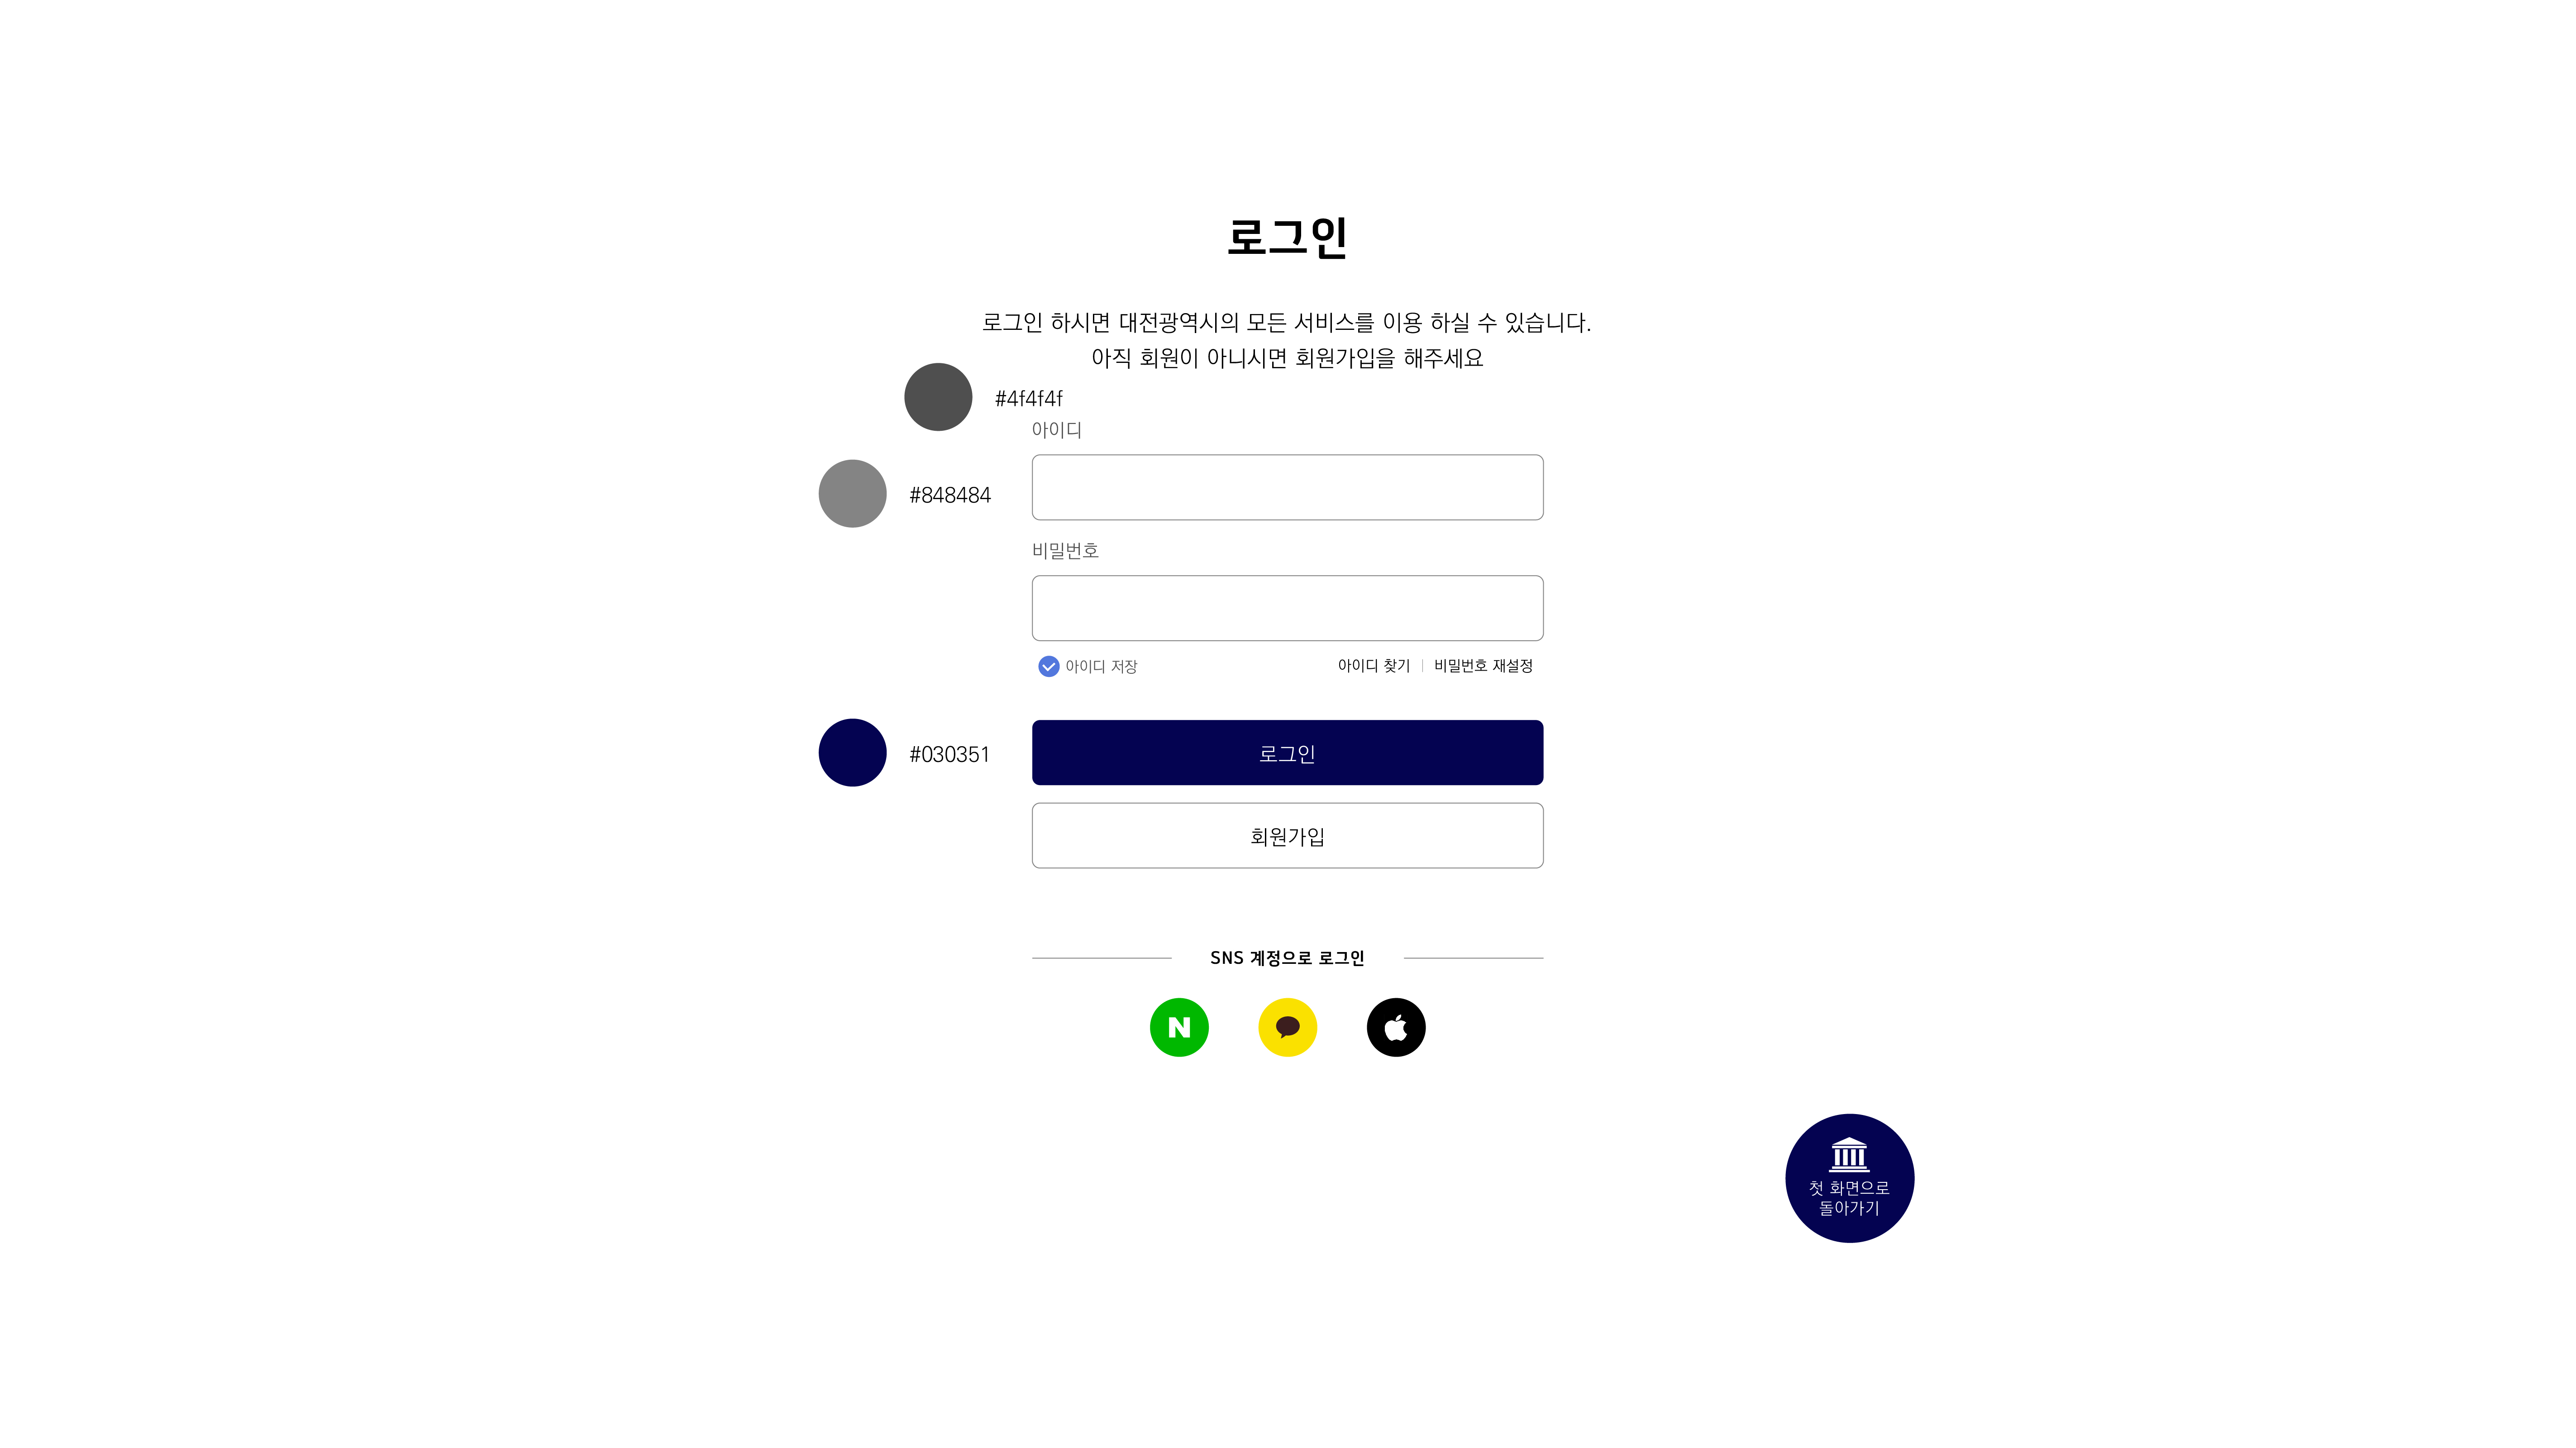 로그인
로그인 하시면 대전광역시의 모든 서비스를 이용 하실 수 있습니다.
아직 회원이 아니시면 회원가입을 해주세요
#4f4f4f
아이디
#848484
비밀번호
아이디 저장
아이디 찾기 | 비밀번호 재설정
#030351
로그인
회원가입
SNS 계정으로 로그인
N
첫 화면으로
돌아가기